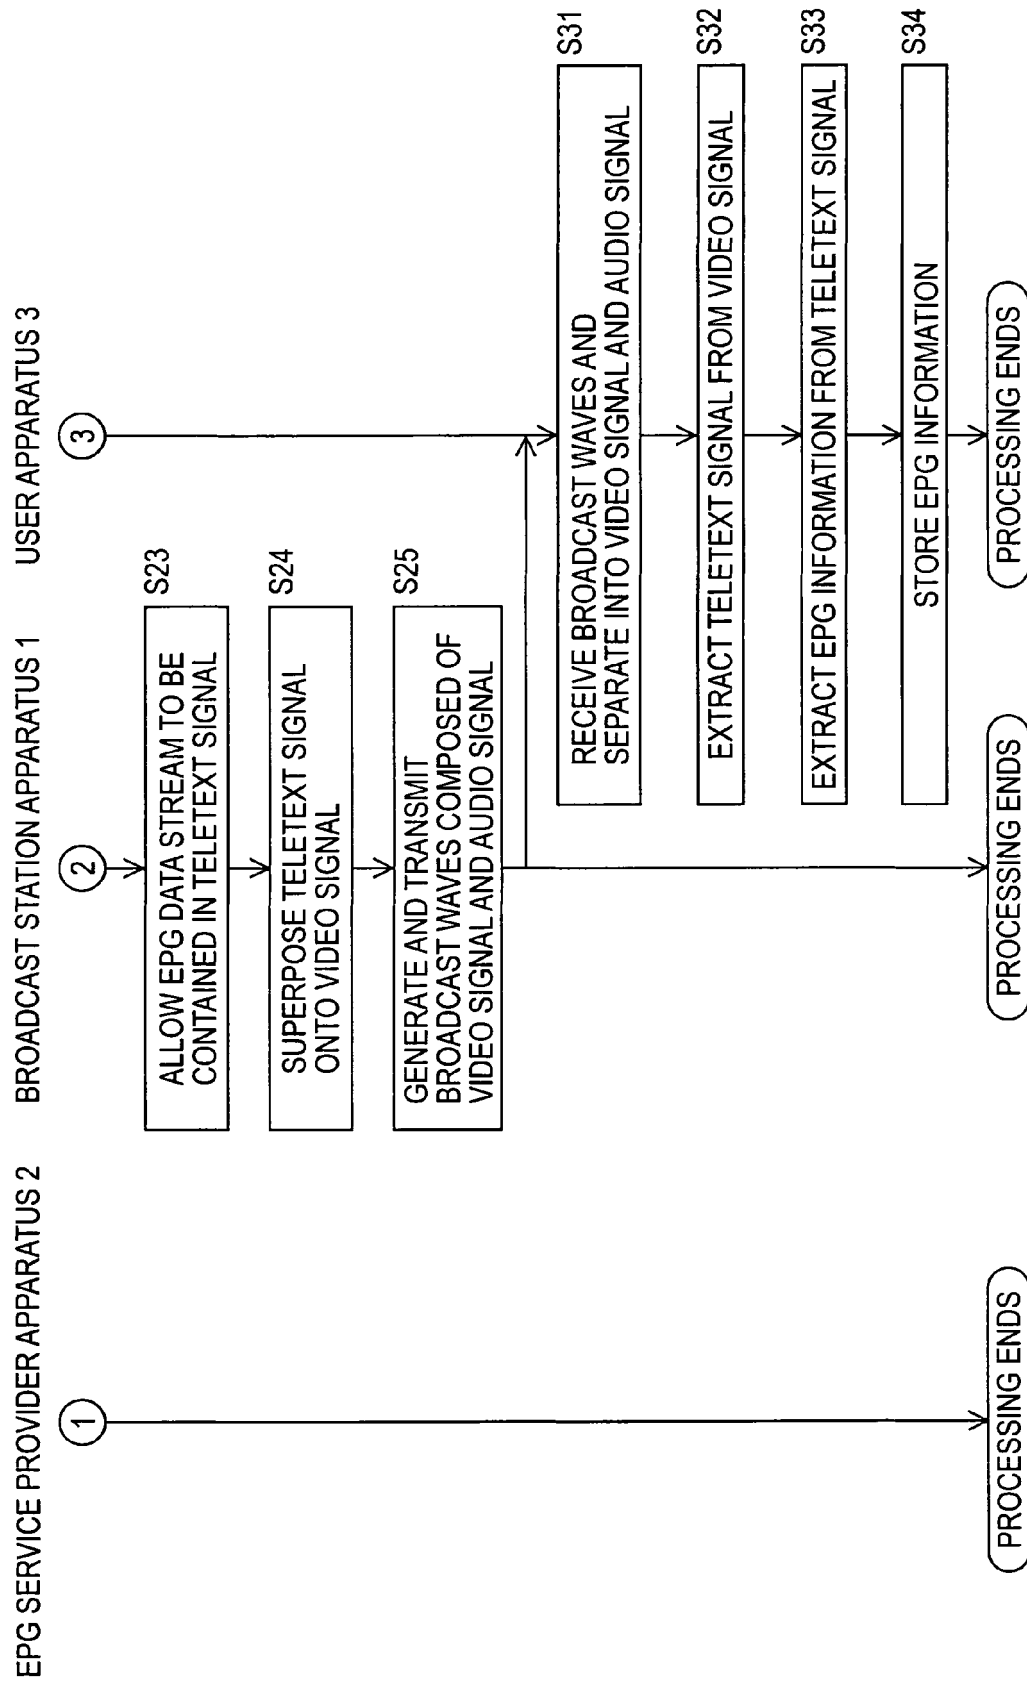 EPG SERVICE PROVIDER APPARATUS 2
BROADCAST STATION APPARATUS 1
USER APPARATUS 3
1
2
3
S23
ALLOW EPG DATA STREAM TO BE
CONTAINED IN TELETEXT SIGNAL
S24
SUPERPOSE TELETEXT SIGNAL
ONTO VIDEO SIGNAL
S25
GENERATE AND TRANSMIT
BROADCAST WAVES COMPOSED OF
VIDEO SIGNAL AND AUDIO SIGNAL
S31
RECEIVE BROADCAST WAVES AND
SEPARATE INTO VIDEO SIGNAL AND AUDIO SIGNAL
S32
EXTRACT TELETEXT SIGNAL FROM VIDEO SIGNAL
S33
EXTRACT EPG INFORMATION FROM TELETEXT SIGNAL
S34
STORE EPG INFORMATION
PROCESSING ENDS
PROCESSING ENDS
PROCESSING ENDS